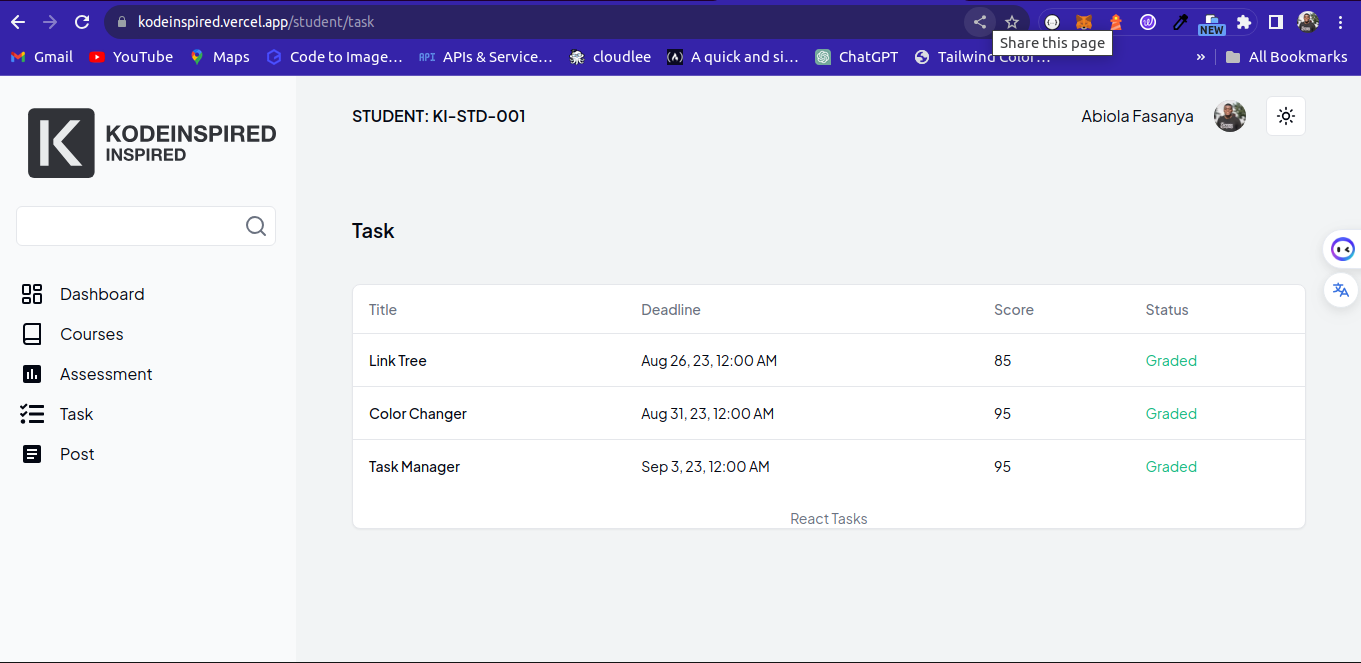 kodeinspired.vercel.app/student/task
NEW
Share this page
Gmail YouTube Maps Code to Image... API APIs & Service... cloudlee A quick and si... ChatGPT Tailwind Color... » All Bookmarks
K KODEINSPIRED
INSPIRED
STUDENT: KI-STD-001
Abiola Fasanya
Task
Dashboard
Courses
Assessment
Task
Post
Title Deadline Score Status
Link Tree Aug 26, 23, 12:00 AM 85 Graded
Color Changer Aug 31, 23, 12:00 AM 95 Graded
Task Manager Sep 3, 23, 12:00 AM 95 Graded
React Tasks